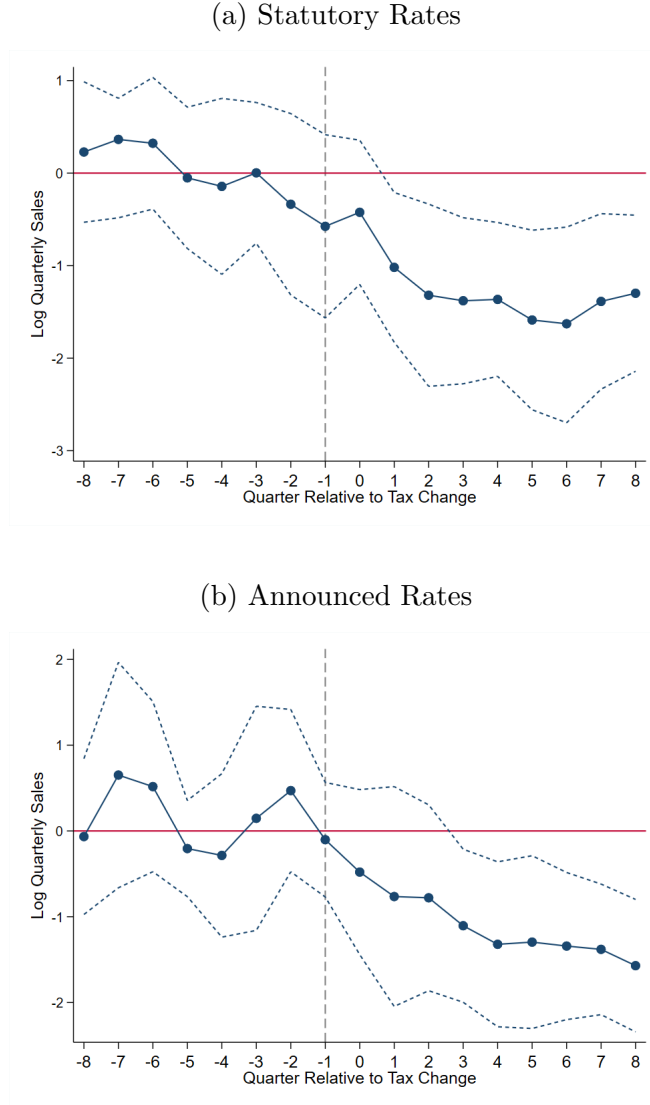 (a) Statutory Rates
Log Quarterly Sales
1
0
-1
-2
-3
-8 -7 -6 -5 -4 -3 -2 -1 0 1 2 3 4 5 6 7 8
Quarter Relative to Tax Change
(b) Announced Rates
Log Quarterly Sales
2
1
0
-1
-2
-8 -7 -6 -5 -4 -3 -2 -1 0 1 2 3 4 5 6 7 8
Quarter Relative to Tax Change